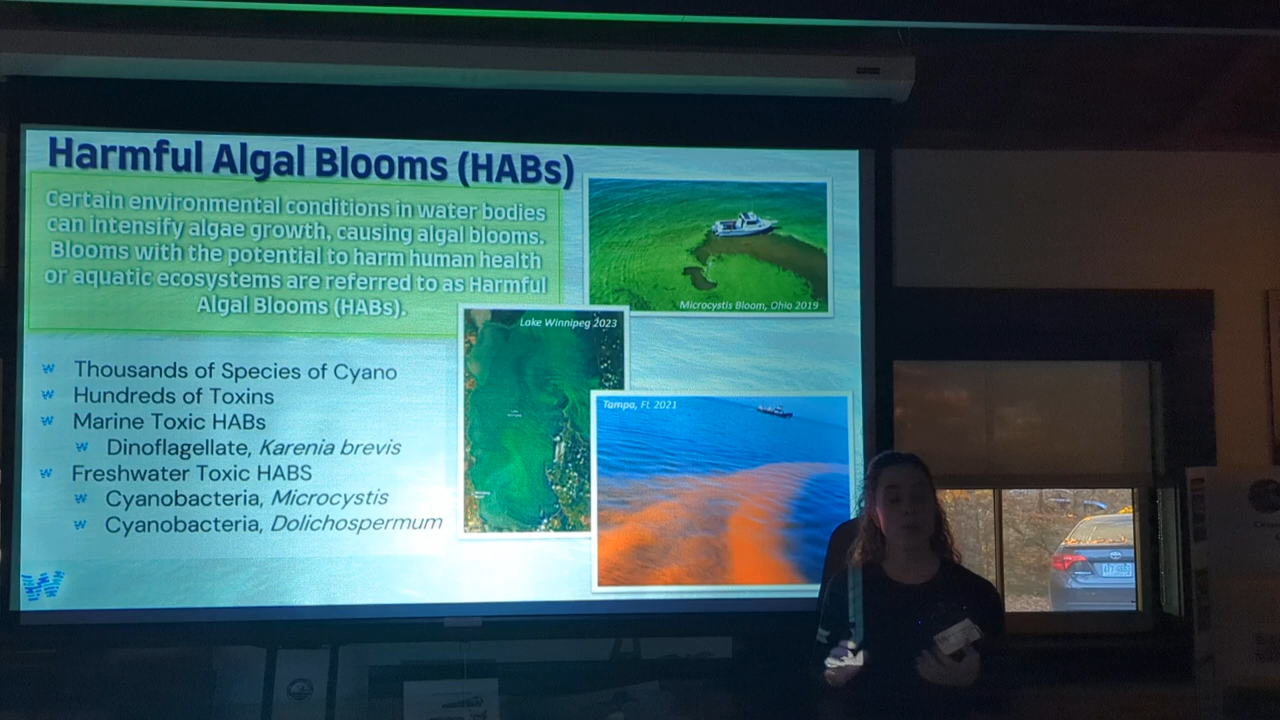 Harmful Algal Blooms (HABs)
Certain environmental conditions in water bodies
can intensify algae growth, causing algal blooms.
Blooms with the potential to harm human health
or aquatic ecosystems are referred to as Harmful
Algal Blooms (HABs).
Microcystis Bloom, Ohio 2019
Lake Winnipeg 2023
Tampa, FL 2021
Thousands of Species of Cyano
Hundreds of Toxins
Marine Toxic HABs
Dinoflagellate, Karenia brevis
Freshwater Toxic HABS
Cyanobacteria, Microcystis
Cyanobacteria, Dolichospermum